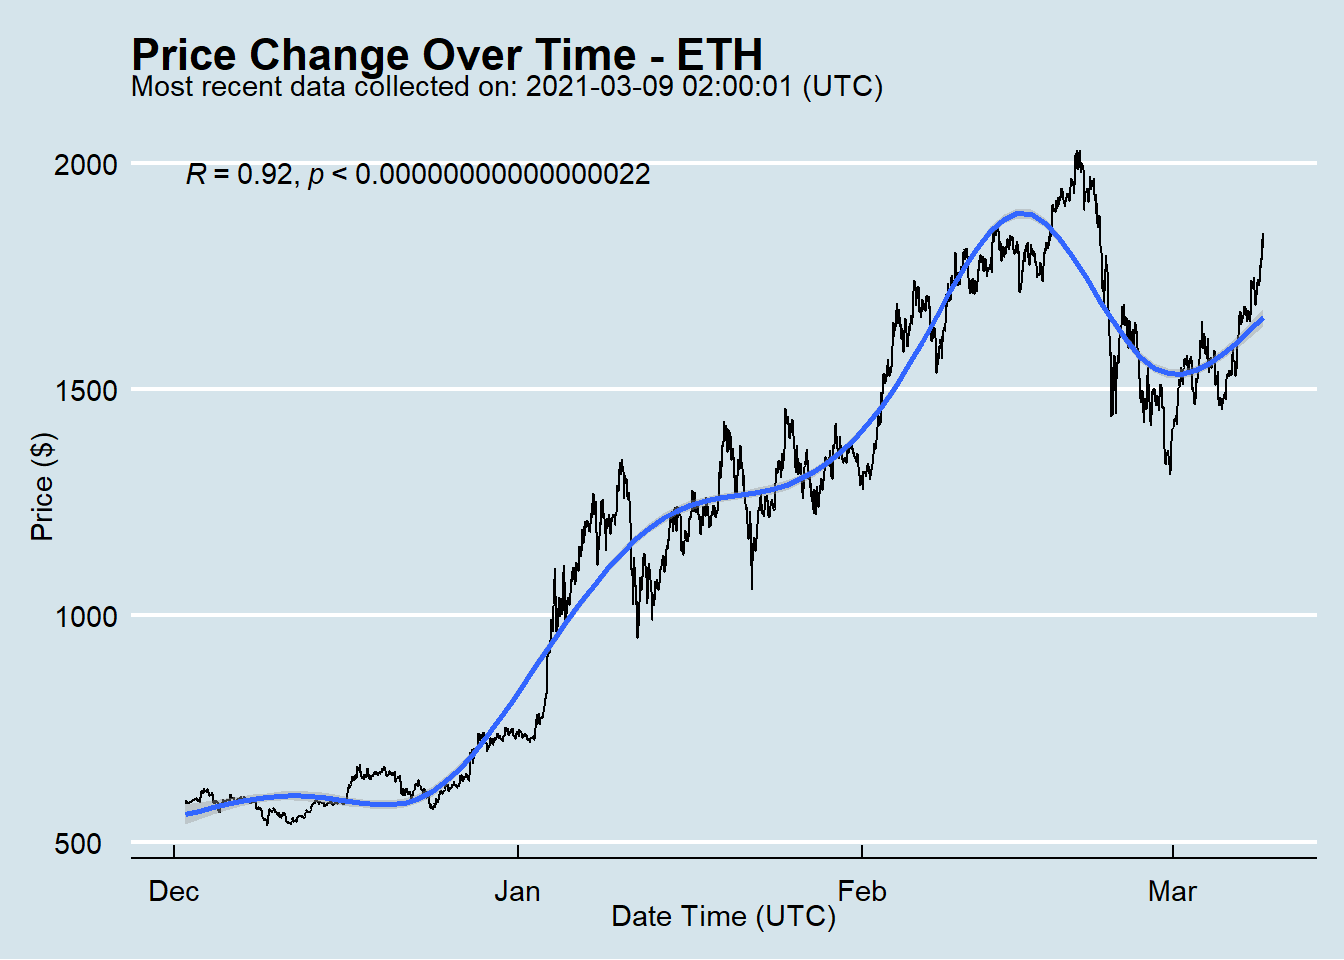 Price Change Over Time - ETH
Most recent data collected on: 2021-03-09 02:00:01 (UTC)
R = 0.92, p < 0.00000000000000022
2000
1500
1000
500
Price ($)
Dec Jan Feb Mar
Date Time (UTC)